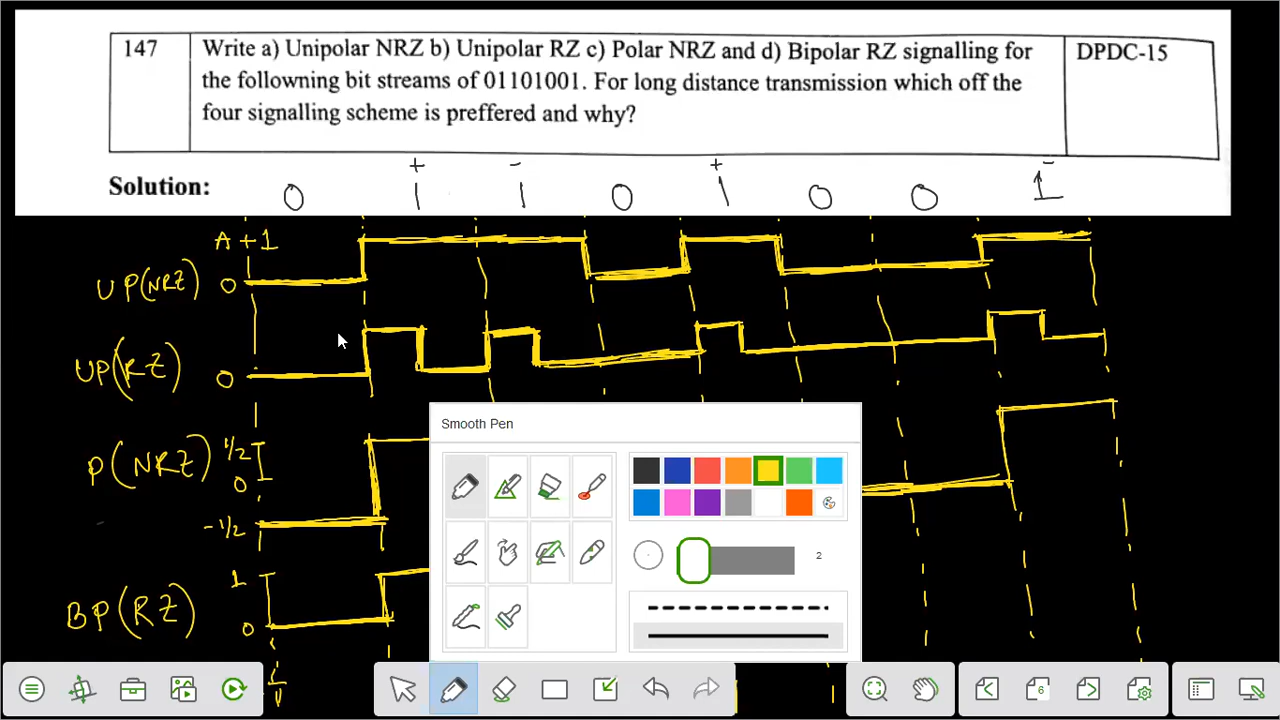 147 Write a) Unipolar NRZ b) Unipolar RZ c) Polar NRZ and d) Bipolar RZ signalling for DPDC-15
the followning bit streams of 01101001. For long distance transmission which off the
four signalling scheme is preffered and why?
+ - + -
Solution: 0 1 1 0 1 0 0 1
A +1
UP(NRZ) 0
UP(RZ) 0
Smooth Pen
P(NRZ) 1/2
0
-1/2
2
1
BP(RZ) 0
6